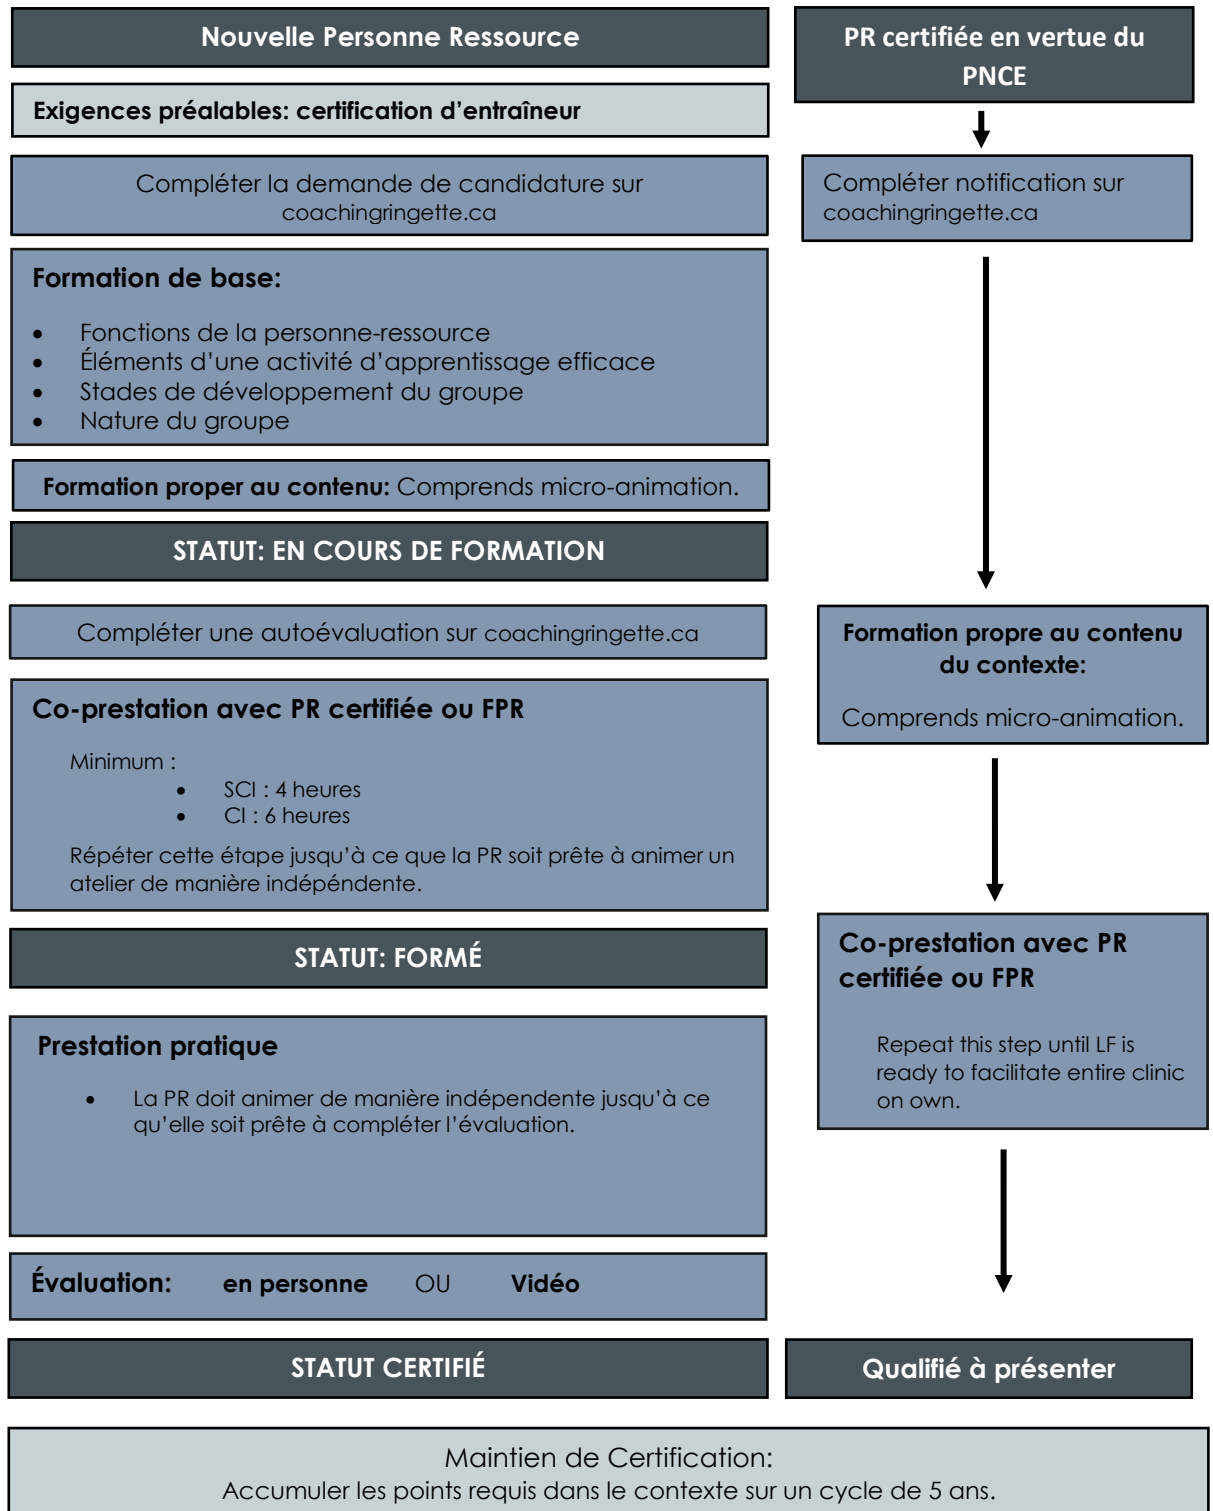 Nouvelle Personne Ressource
Exigences préalables: certification d’entraîneur
Compléter la demande de candidature sur
coachingringette.ca
Formation de base:
• Fonctions de la personne-ressource
• Éléments d’une activité d’apprentissage efficace
• Stades de développement du groupe
• Nature du groupe
Formation proper au contenu: Comprends micro-animation.
STATUT: EN COURS DE FORMATION
Compléter une autoévaluation sur coachingringette.ca
Co-prestation avec PR certifiée ou FPR
Minimum :
• SCI : 4 heures
• CI : 6 heures
Répéter cette étape jusqu’à ce que la PR soit prête à animer un
atelier de manière indépéndente.
STATUT: FORMÉ
Prestation pratique
• La PR doit animer de manière indépendente jusqu’à ce
qu’elle soit prête à compléter l’évaluation.
Évaluation: en personne OU Vidéo
STATUT CERTIFIÉ
PR certifiée en vertu du
PNCE
Compléter notification sur
coachingringette.ca
Formation propre au contenu
du contexte:
Comprends micro-animation.
Co-prestation avec PR
certifiée ou FPR
Repeat this step until LF is
ready to facilitate entire clinic
on own.
Qualifié à présenter
Maintien de Certification:
Accumuler les points requis dans le contexte sur un cycle de 5 ans.